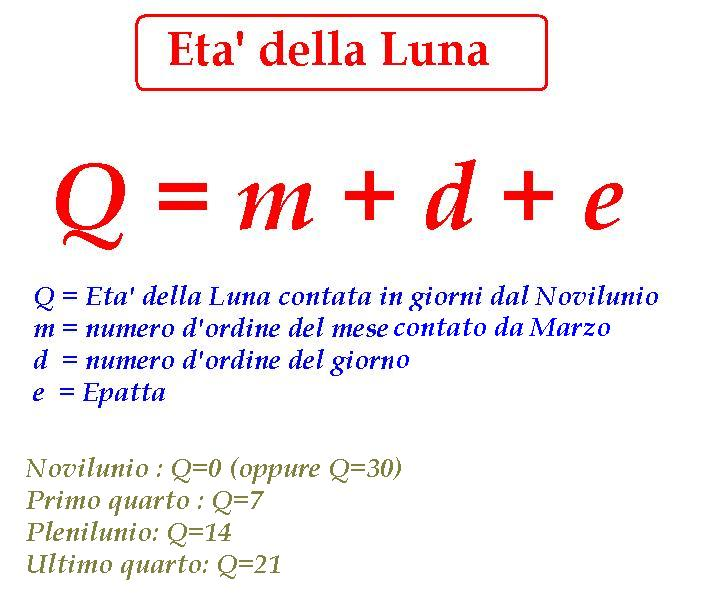 Eta' della Luna
Q = m + d + e
Q = Eta' della Luna contata in giorni dal Novilunio
m = numero d'ordine del mese contato da Marzo
d = numero d'ordine del giorno
e = Epatta
Novilunio : Q=0 (oppure Q=30)
Primo quarto : Q=7
Plenilunio: Q=14
Ultimo quarto: Q=21